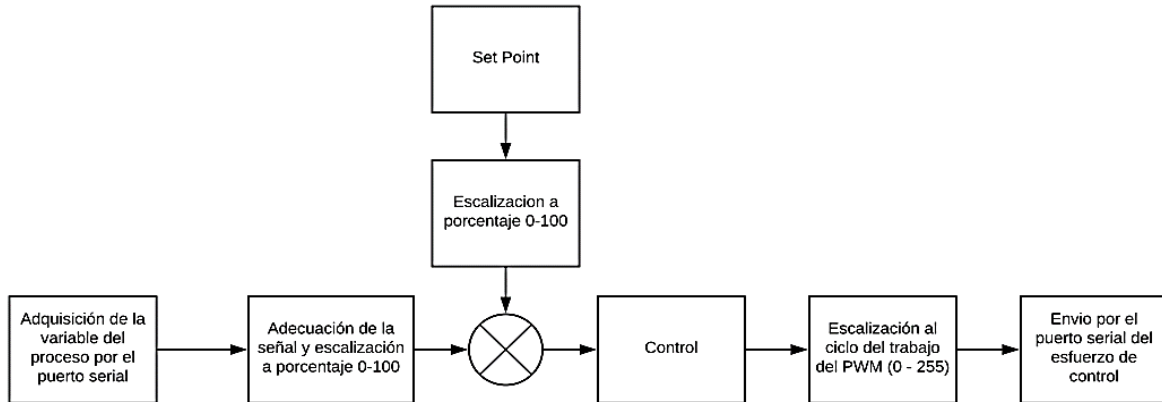 Set Point
Escalizacion a
porcentaje 0-100
Adquisición de la
variable del
proceso por el
puerto serial
Adecuación de la
señal y escalización
a porcentaje 0-100
Control
Escalización al
ciclo del trabajo
del PWM (0 - 255)
Envio por el
puerto serial del
esfuerzo de
control